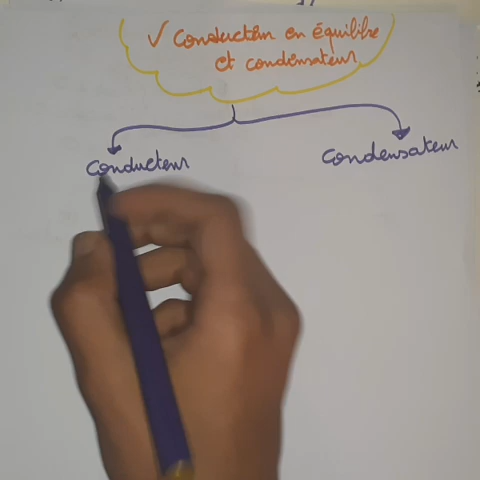 ✓ Conduction en équilibre
et condensateur
Conducteur
Condensateur